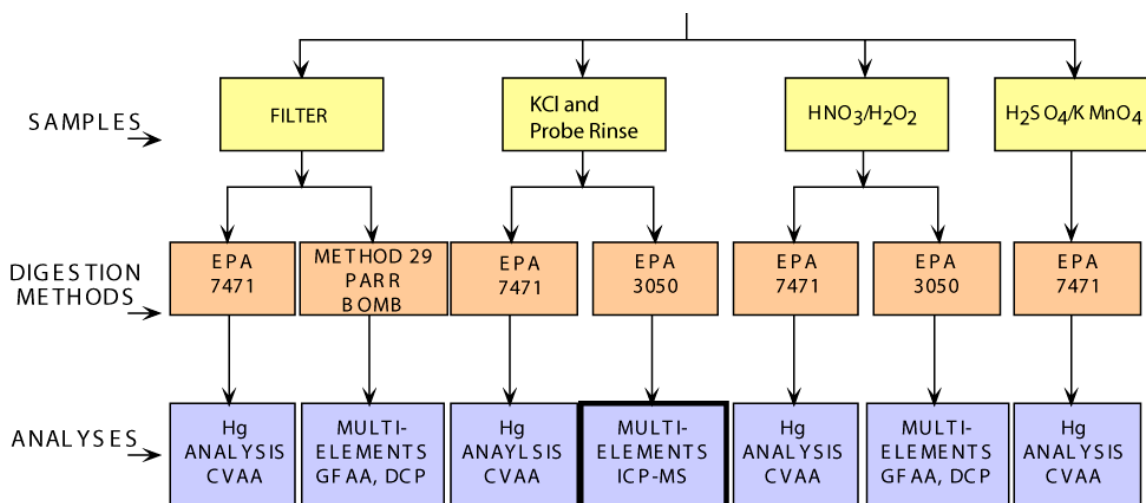 SAMPLES
FILTER
KCl and
Probe Rinse
HNO3/H2O2
H2SO4/KMnO4
DIGESTION
METHODS
EPA
7471
METHOD 29
PARR
BOMB
EPA
7471
EPA
3050
EPA
7471
EPA
3050
EPA
7471
ANALYSES
Hg
ANALYSIS
CVAA
MULTI-
ELEMENTS
GFAA, DCP
Hg
ANAYLSIS
CVAA
MULTI-
ELEMENTS
ICP-MS
Hg
ANALYSIS
CVAA
MULTI-
ELEMENTS
GFAA, DCP
Hg
ANALYSIS
CVAA